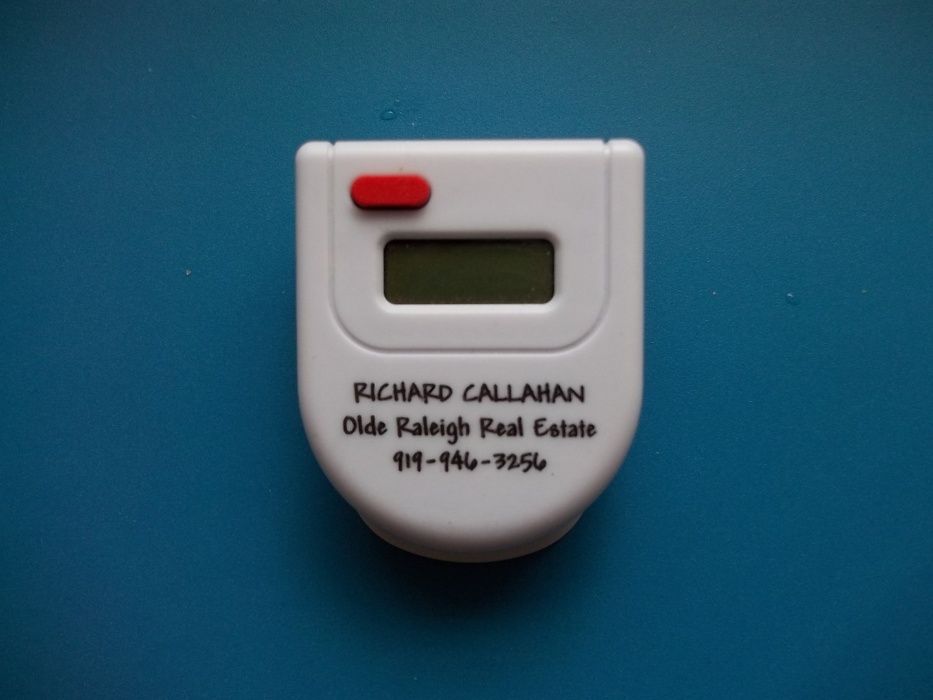 RICHARD CALLAHAN
Olde Raleigh Real Estate
919-946-3256